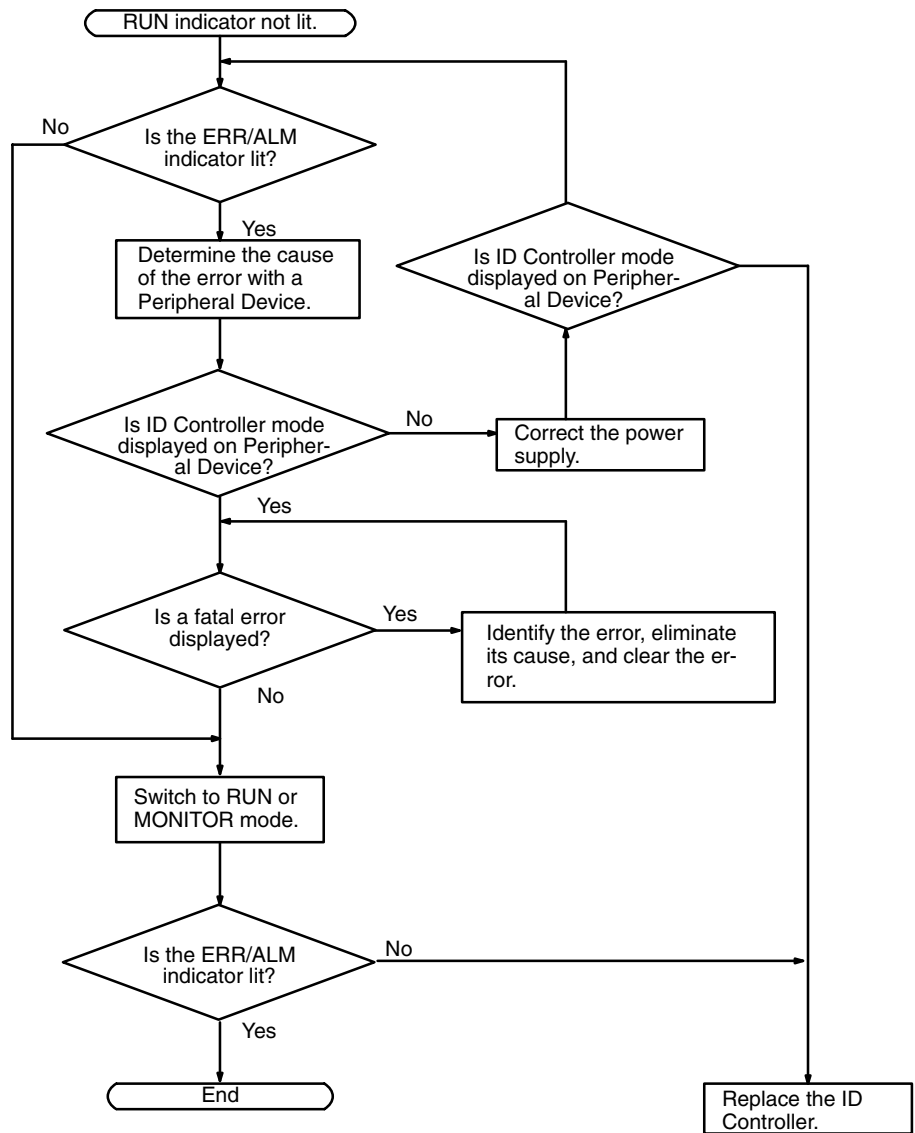 RUN indicator not lit.
No
Is the ERR/ALM
indicator lit?
Yes
Determine the cause
of the error with a
Peripheral Device.
Is ID Controller mode
displayed on Peripher-
al Device?
Is ID Controller mode
displayed on Peripher-
al Device?
No
Correct the power
supply.
Yes
Is a fatal error
displayed?
Yes
Identify the error, eliminate
its cause, and clear the er-
ror.
No
Switch to RUN or
MONITOR mode.
Is the ERR/ALM
indicator lit?
No
Yes
End
Replace the ID
Controller.